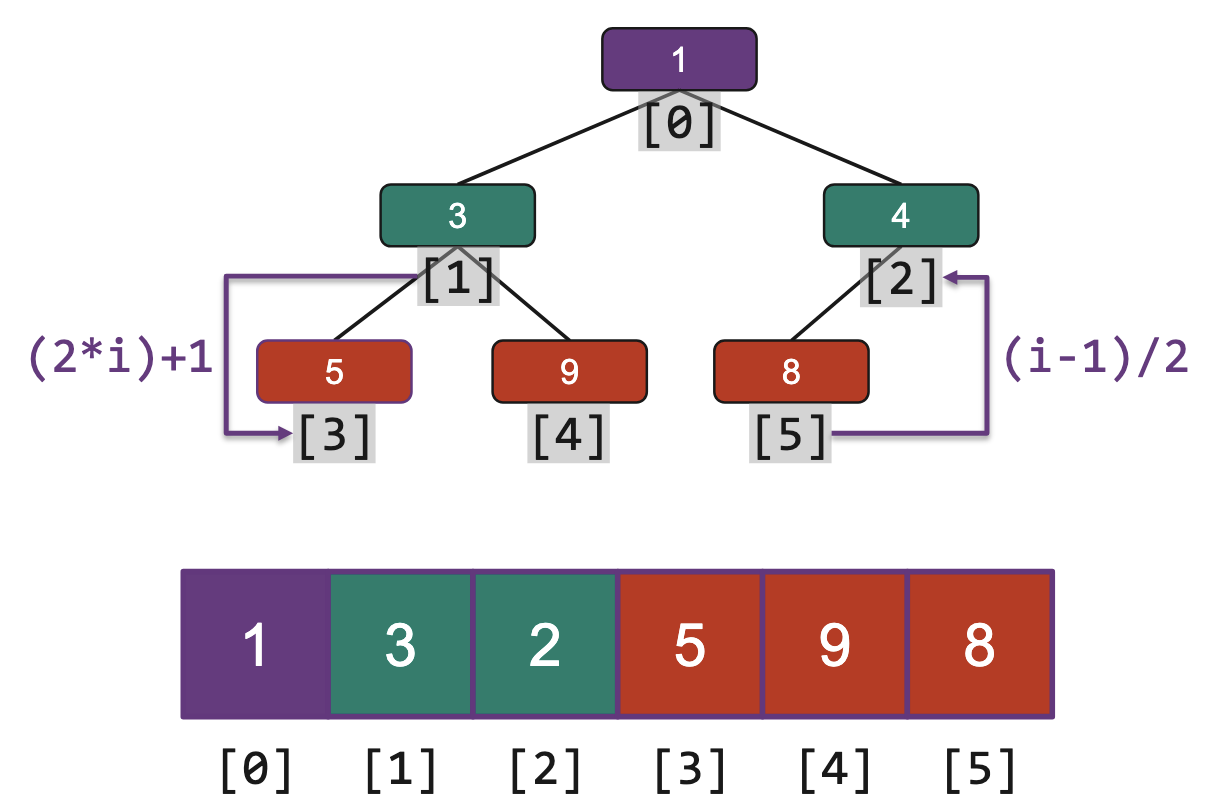 1
[0]
3 4
[1] [2]
(2*i)+1 (i-1)/2
5 9 8
[3] [4] [5]
1 3 2 5 9 8
[0] [1] [2] [3] [4] [5]